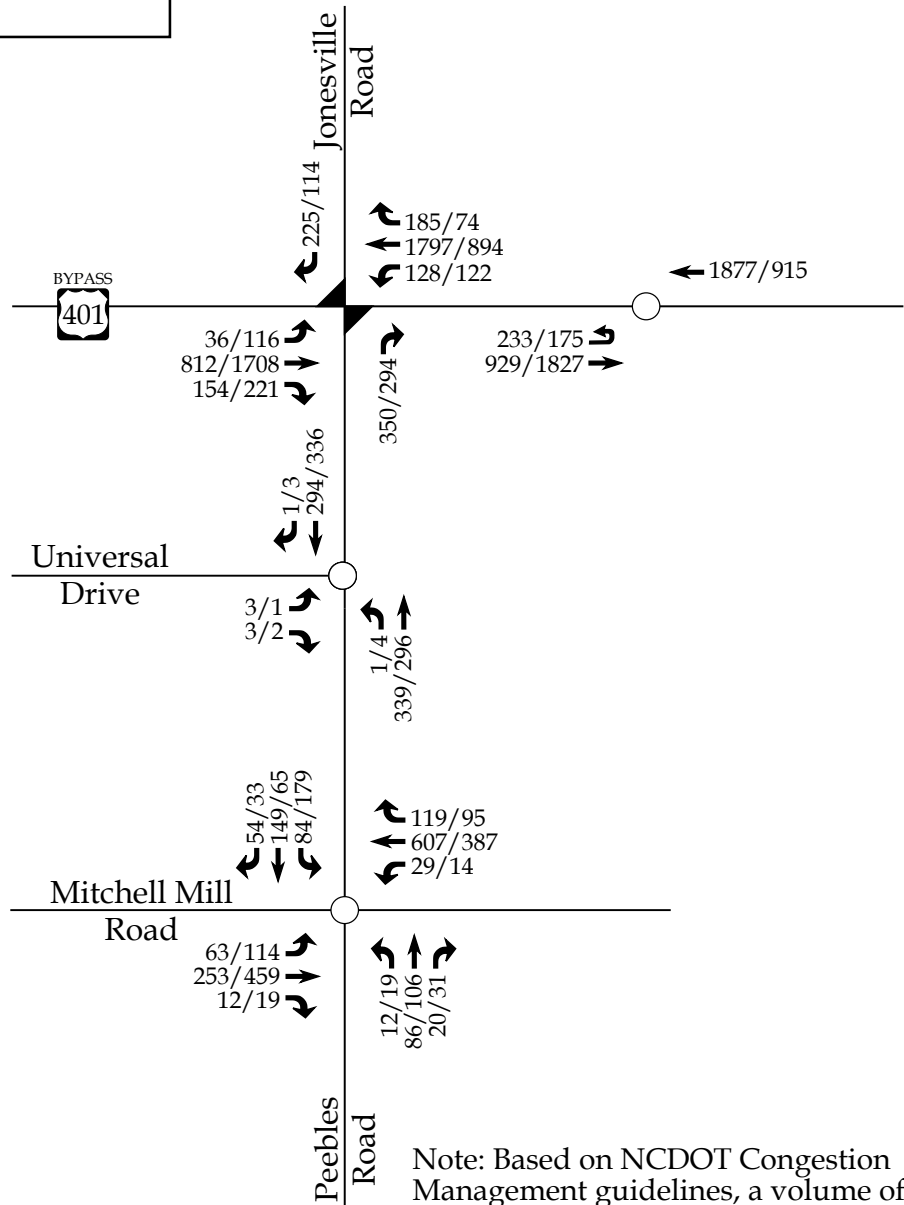 Jonesville
Road
225/114
185/74
1797/894
128/122
1877/915
BYPASS
401
36/116
812/1708
154/221
350/294
233/175
929/1827
1/3
294/336
Universal
Drive
3/1
3/2
1/4
339/296
54/33
149/65
84/179
119/95
607/387
29/14
Mitchell Mill
Road
63/114
253/459
12/19
12/19
86/106
20/31
Peebles
Road
Note: Based on NCDOT Congestion
Management guidelines, a volume of